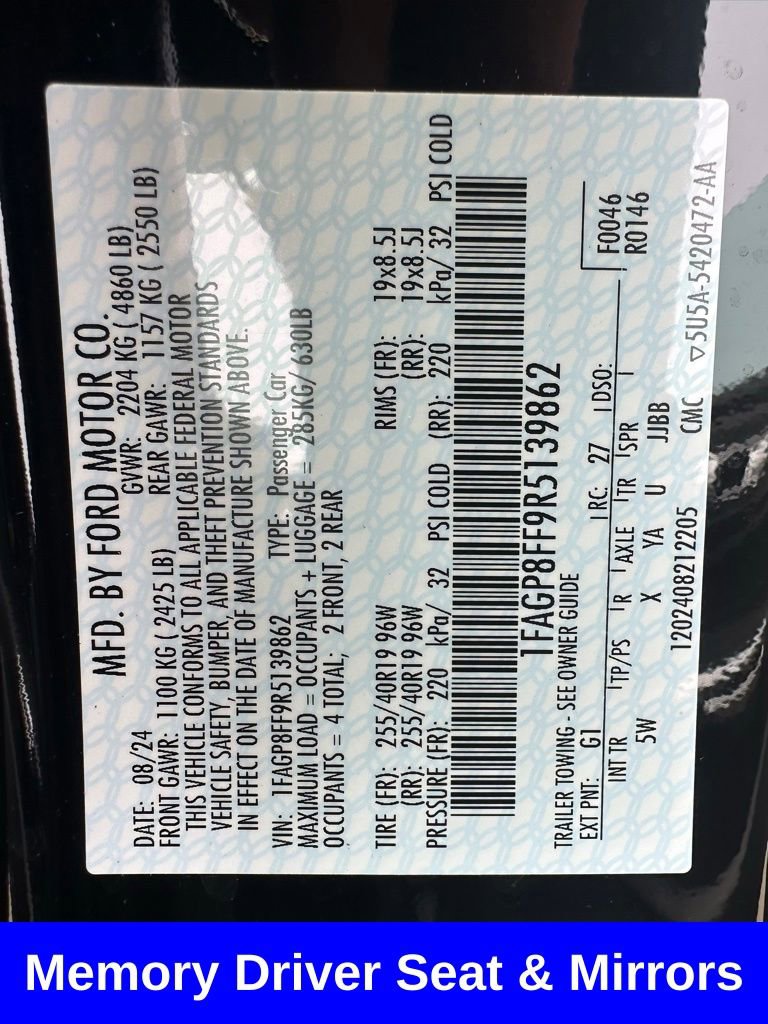 MFD. BY FORD MOTOR CO.
DATE: 08/24 GVWR: 2204 KG ( 4860 LB)
FRONT GAWR: 1100 KG ( 2425 LB) REAR GAWR: 1157 KG ( 2550 LB)
THIS VEHICLE CONFORMS TO ALL APPLICABLE FEDERAL MOTOR
VEHICLE SAFETY, BUMPER, AND THEFT PREVENTION STANDARDS
IN EFFECT ON THE DATE OF MANUFACTURE SHOWN ABOVE.
VIN: 1FAGP8FF9R5139862 TYPE: Passenger Car
MAXIMUM LOAD = OCCUPANTS + LUGGAGE = 285KG/ 630LB
OCCUPANTS = 4 TOTAL; 2 FRONT, 2 REAR
TIRE (FR): 255/40R19 96W RIMS (FR): 19x8.5J
(RR): 255/40R19 96W (RR): 19x8.5J
PRESSURE (FR): 220 kPa/ 32 PSI COLD (RR): 220 kPa/ 32 PSI COLD
1FAGP8FF9R5139862
TRAILER TOWING - SEE OWNER GUIDE
EXT PNT: G1 RC: 27 DSO: F0046
R0146
INT TR TP/PS R AXLE TR SPR
5W X YA U JJBB
1202408212205 CMC ▽5U5A-5420472-AA
Memory Driver Seat & Mirrors